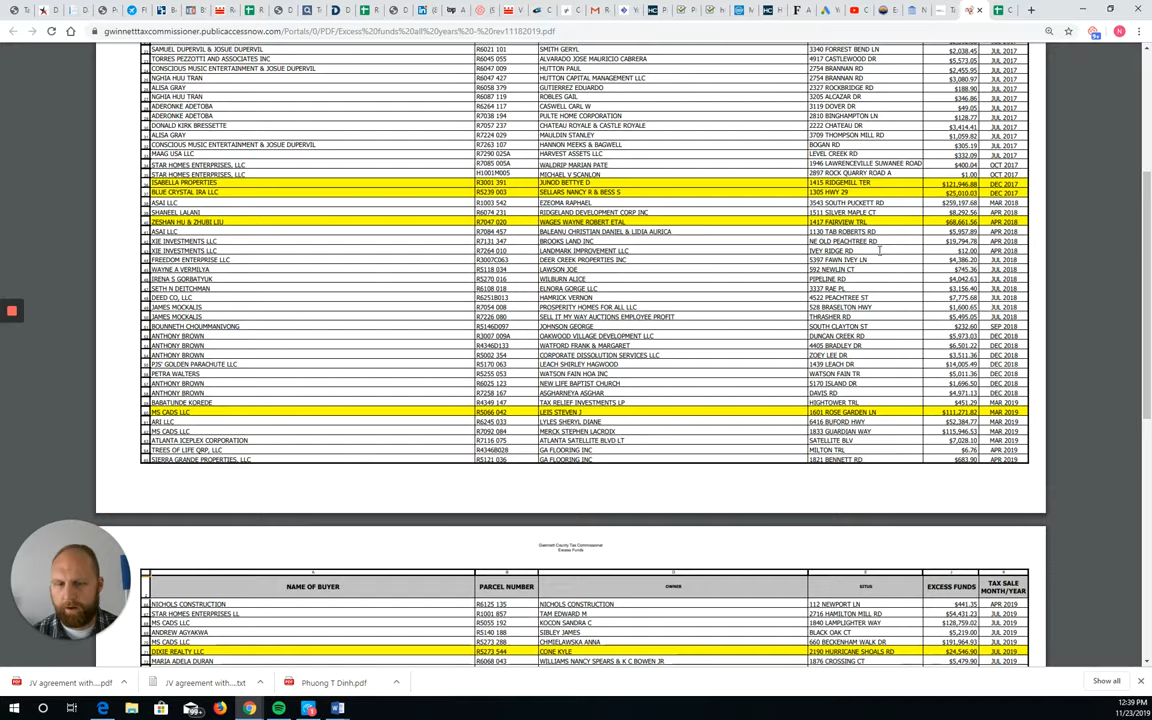 gwinnetttaxcommissioner.publicaccessnow.com/Portals/0/PDF/Excess%20funds%20all%20years%20-%20rev11182019.pdf
SAMUEL DUPERVIL & JOSUE DUPERVIL R6021 101 SMITH GERYL 3340 FORREST BEND LN $2,038.45 JUL 2017
TORRES PEZZOTTI AND ASSOCIATES INC R6045 055 ALVARADO JOSE MAURICIO CABRERA 4917 CASTLEWOOD DR $5,573.05 JUL 2017
CONSCIOUS MUSIC ENTERTAINMENT & JOSUE DUPERVIL R6047 009 HUTTON PAUL 2754 BRANNAN RD $2,455.95 JUL 2017
NGHIA HUU TRAN R6047 427 HUTTON CAPITAL MANAGEMENT LLC 2754 BRANNAN RD $3,080.97 JUL 2017
ALISA GRAY R6058 379 GUTIERREZ EDUARDO 2327 ROCKBRIDGE RD $188.90 JUL 2017
NGHIA HUU TRAN R6087 119 ROBLES GAIL 3205 ALCAZAR DR $346.86 JUL 2017
ADERONKE ADETOBA R6264 117 CASWELL CARL W 3119 DOVER DR $49.05 JUL 2017
ADERONKE ADETOBA R7038 194 PULTE HOME CORPORATION 2810 BINGHAMPTON LN $128.77 JUL 2017
DONALD KIRK BRESSETTE R7057 237 CHATEAU ROYALE & CASTLE ROYALE 2222 CHATEAU DR $3,414.41 JUL 2017
ALISA GRAY R7224 029 MAULDIN STANLEY 3709 THOMPSON MILL RD $1,059.82 JUL 2017
CONSCIOUS MUSIC ENTERTAINMENT & JOSUE DUPERVIL R7263 107 HANNON MEEKS & BAGWELL BOGAN RD $305.19 JUL 2017
MAAG USA LLC R7290 025A HARVEST ASSETS LLC LEVEL CREEK RD $332.09 JUL 2017
STAR HOMES ENTERPRISES, LLC R7085 005A WALDRIP MARIAN PATE 1946 LAWRENCEVILLE SUWANEE ROAD $400.04 OCT 2017
STAR HOMES ENTERPRISES, LLC H1001M005 MICHAEL V SCANLON 2897 ROCK QUARRY ROAD A $1.00 OCT 2017
ISABELLA PROPERTIES R3001 391 JUNOD BETTYE D 1415 RIDGEMILL TER $121,946.88 DEC 2017
BLUE CRYSTAL IRA LLC R5239 003 SELLARS NANCY R & BESS S 1305 HWY 29 $25,010.03 DEC 2017
ASAI LLC R1003 542 EZEOMA RAPHAEL 3543 SOUTH PUCKETT RD $259,197.68 MAR 2018
SHANEEL LALANI R6074 231 RIDGELAND DEVELOPMENT CORP INC 1511 SILVER MAPLE CT $8,292.56 APR 2018
ZESHAN HU & ZHUBI LIU R7047 020 WAGES WAYNE ROBERT ETAL 1417 FAIRVIEW TRL $68,661.56 APR 2018
ASAI LLC R7084 457 BALEANU CHRISTIAN DANIEL & LIDIA AURICA 1130 TAB ROBERTS RD $5,957.89 APR 2018
XIE INVESTMENTS LLC R7131 347 BROOKS LAND INC NE OLD PEACHTREE RD $19,794.78 APR 2018
XIE INVESTMENTS LLC R7264 010 LANDMARK IMPROVEMENT LLC IVEY RIDGE RD $12.00 APR 2018
FREEDOM ENTERPRISE LLC R3007C063 DEER CREEK PROPERTIES INC 5397 FAWN IVEY LN $4,386.20 JUL 2018
WAYNE A VERMILYA R5118 034 LAWSON JOE 592 NEWLIN CT $745.36 JUL 2018
IRENA S GORBATYUK R5270 016 WILBURN ALICE PIPELINE RD $4,042.63 JUL 2018
SETH N DEITCHMAN R6108 018 ELNORA GORGE LLC 3337 RAE PL $3,156.40 JUL 2018
DEED CO, LLC R6251B013 HAMRICK VERNON 4522 PEACHTREE ST $7,775.68 JUL 2018
JAMES MOCKALIS R7054 008 PROSPERITY HOMES FOR ALL LLC 528 BRASELTON HWY $1,600.65 JUL 2018
JAMES MOCKALIS R7226 080 SELL IT MY WAY AUCTIONS EMPLOYEE PROFIT THRASHER RD $5,495.05 JUL 2018
BOUNNETH CHOUMMANIVONG R5146D097 JOHNSON GEORGE SOUTH CLAYTON ST $232.60 SEP 2018
ANTHONY BROWN R3007 009A OAKWOOD VILLAGE DEVELOPMENT LLC DUNCAN CREEK RD $5,973.03 DEC 2018
ANTHONY BROWN R4346D133 WATFORD FRANK & MARGARET 4405 BRADLEY DR $6,501.22 DEC 2018
ANTHONY BROWN R5002 354 CORPORATE DISSOLUTION SERVICES LLC ZOEY LEE DR $3,511.36 DEC 2018
PJS' GOLDEN PARACHUTE LLC R5170 063 LEACH SHIRLEY HAGWOOD 1439 LEACH DR $14,005.49 DEC 2018
PETRA WALTERS R5255 053 WATSON FAIN HOA INC WATSON FAIN TR $5,011.36 DEC 2018
ANTHONY BROWN R6025 123 NEW LIFE BAPTIST CHURCH 5170 ISLAND DR $1,696.50 DEC 2018
ANTHONY BROWN R7258 167 ASGHARNEYA ASGHAR DAVIS RD $4,971.13 DEC 2018
BABATUNDE KOREDE R4349 147 TAX RELIEF INVESTMENTS LP HIGHTOWER TRL $451.29 MAR 2019
MS CADS LLC R5066 042 LEIS STEVEN J 1601 ROSE GARDEN LN $111,271.82 MAR 2019
ARI LLC R6245 033 LYLES SHERYL DIANE 6416 BUFORD HWY $52,384.77 MAR 2019
MS CADS LLC R7092 084 MERCK STEPHEN LACROIX 1833 GUARDIAN WAY $115,946.53 MAR 2019
ATLANTA ICEPLEX CORPORATION R7116 075 ATLANTA SATELLITE BLVD LT SATELLITE BLV $7,028.10 APR 2019
TREES OF LIFE QRP, LLC R4346B028 GA FLOORING INC MILTON TRL $6.76 APR 2019
SIERRA GRANDE PROPERTIES, LLC R5121 036 GA FLOORING INC 1821 BENNETT RD $683.90 APR 2019
Gwinnett County Tax Commissioner
Excess Funds
NAME OF BUYER PARCEL NUMBER OWNER SITUS EXCESS FUNDS TAX SALE MONTH/YEAR
NICHOLS CONSTRUCTION R6125 135 NICHOLS CONSTRUCTION 112 NEWPORT LN $441.35 APR 2019
STAR HOMES ENTERPRISES LL R1001 857 TAM EDWARD M 2716 HAMILTON MILL RD $54,431.23 JUL 2019
MS CADS LLC R5055 192 KOCON SANDRA C 1840 LAMPLIGHTER WAY $128,759.02 JUL 2019
ANDREW AGYAKWA R5140 188 SIBLEY JAMES BLACK OAK CT $5,219.00 JUL 2019
MS CADS LLC R5273 288 CHMIELAWSKA ANNA 660 BECKENHAM WALK DR $191,964.93 JUL 2019
DIXIE REALTY LLC R5273 544 CONE KYLE 2190 HURRICANE SHOALS RD $24,546.90 JUL 2019
MARIA ADELA DURAN R6068 043 WILLIAMS NANCY SPEARS & K C BOWEN JR 1876 CROSSING CT $5,479.90 JUL 2019
JV agreement with....pdf
JV agreement with....txt
Phuong T Dinh.pdf
Show all
12:39 PM
11/23/2019